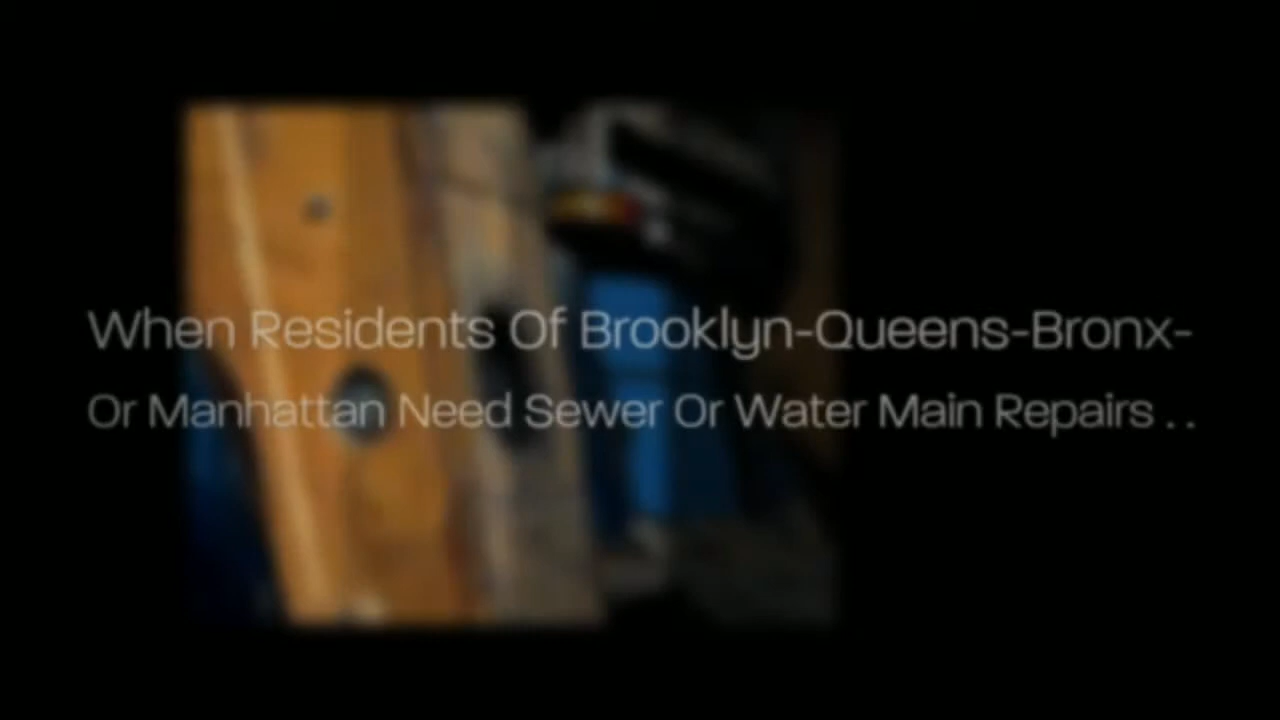 When Residents Of Brooklyn-Queens-Bronx-
Or Manhattan Need Sewer Or Water Main Repairs . .